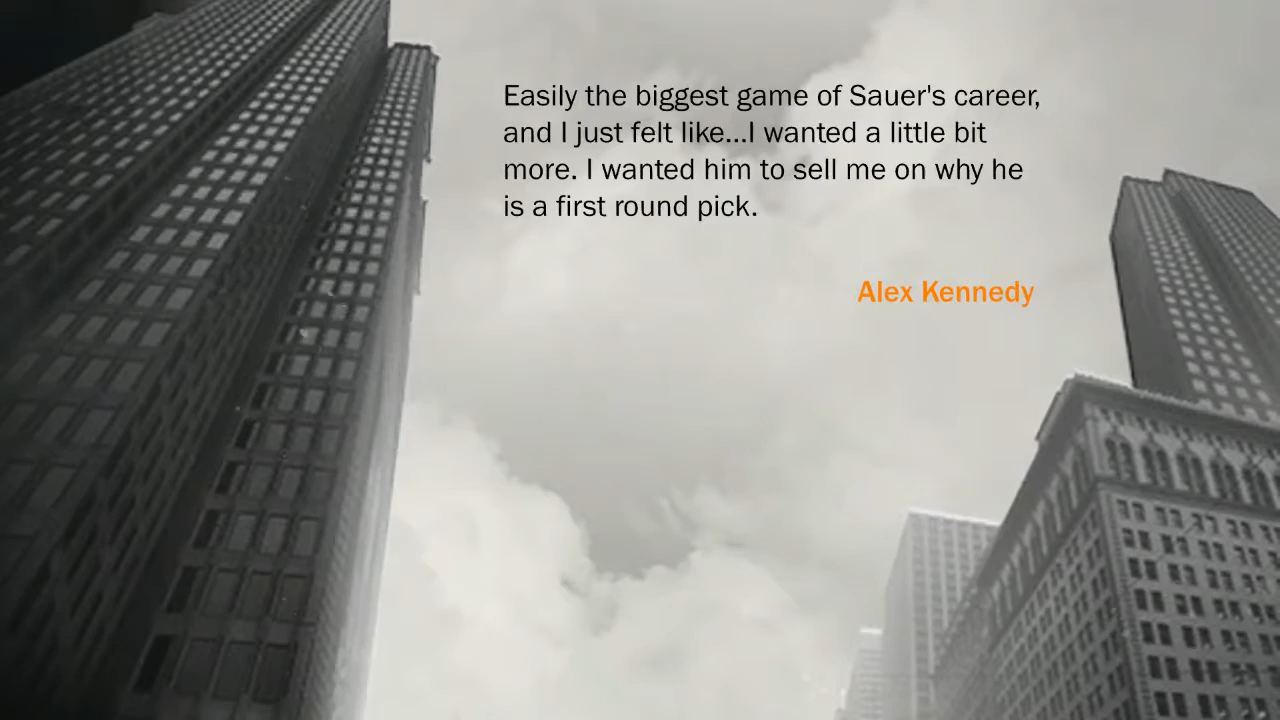 Easily the biggest game of Sauer's career,
and I just felt like...I wanted a little bit
more. I wanted him to sell me on why he
is a first round pick.
Alex Kennedy